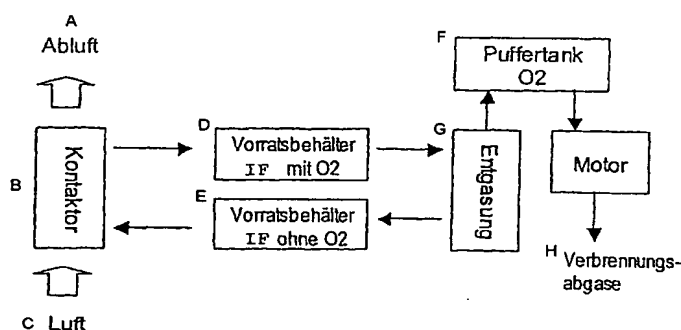 A
Abluft
B
Kontaktor
C Luft
D
Vorratsbehälter
IF mit O2
E
Vorratsbehälter
IF ohne O2
F
Puffertank
O2
G
Entgasung
Motor
H Verbrennungs-
abgase